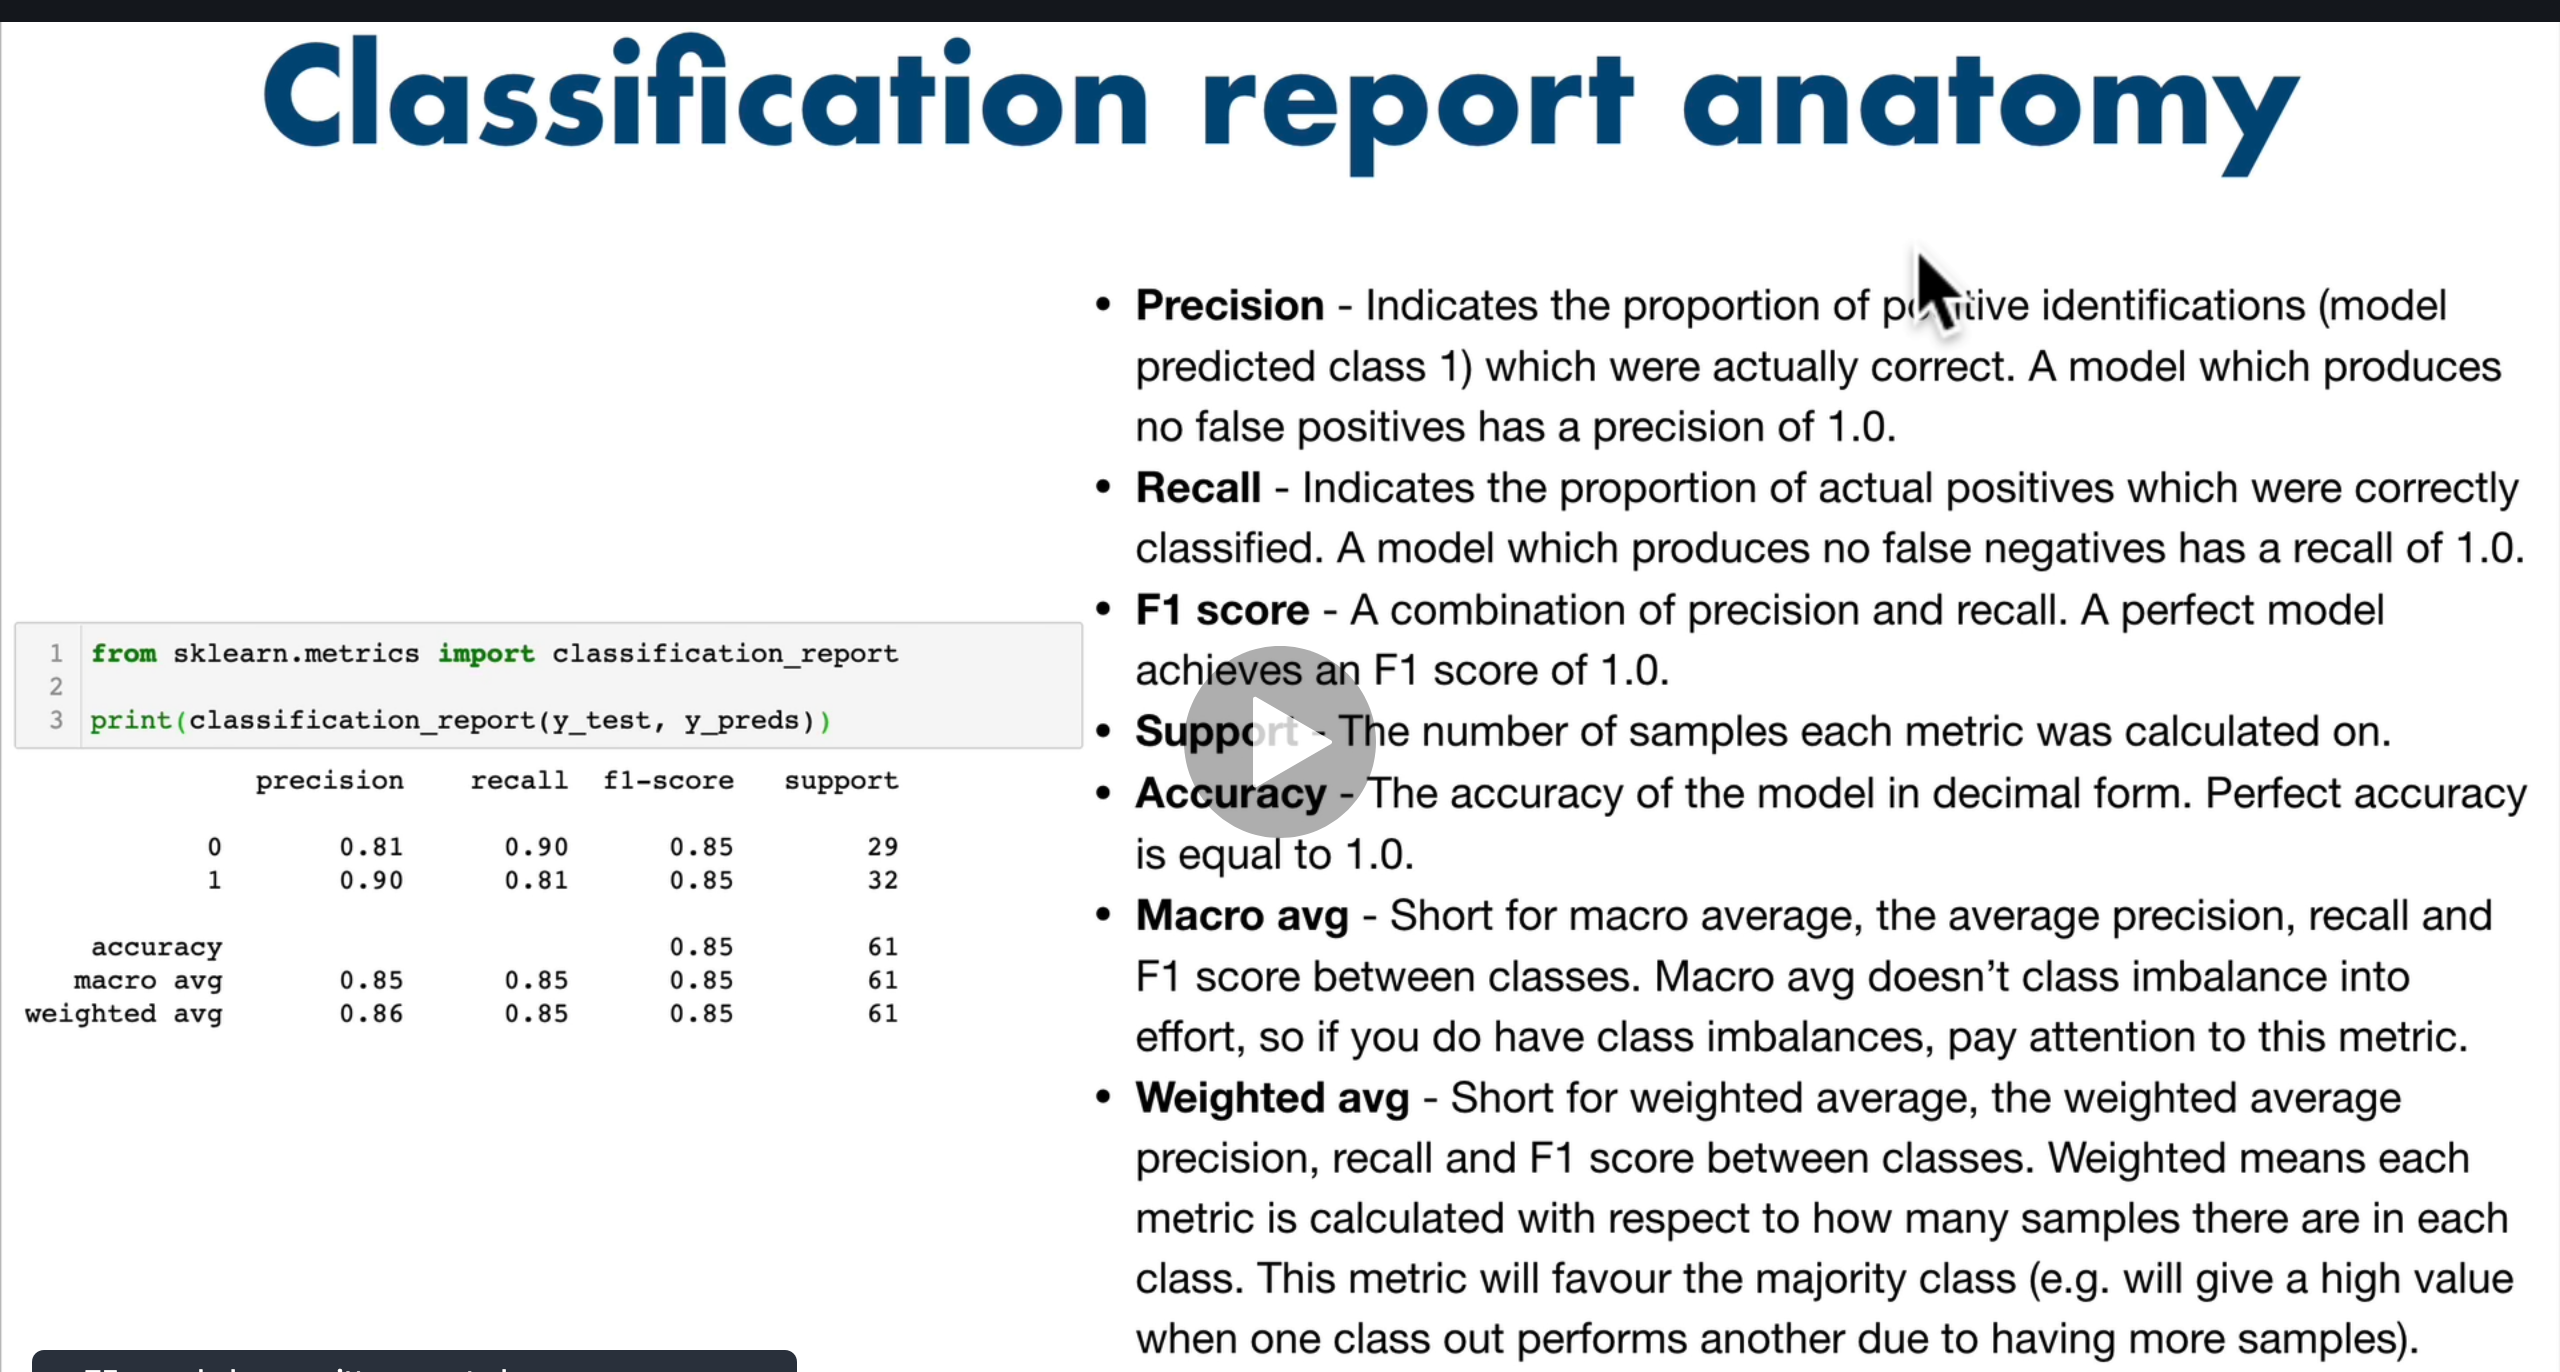 Classification report anatomy
• Precision - Indicates the proportion of positive identifications (model
predicted class 1) which were actually correct. A model which produces
no false positives has a precision of 1.0.
• Recall - Indicates the proportion of actual positives which were correctly
classified. A model which produces no false negatives has a recall of 1.0.
• F1 score - A combination of precision and recall. A perfect model
achieves an F1 score of 1.0.
• Support - The number of samples each metric was calculated on.
• Accuracy - The accuracy of the model in decimal form. Perfect accuracy
is equal to 1.0.
• Macro avg - Short for macro average, the average precision, recall and
F1 score between classes. Macro avg doesn’t class imbalance into
effort, so if you do have class imbalances, pay attention to this metric.
• Weighted avg - Short for weighted average, the weighted average
precision, recall and F1 score between classes. Weighted means each
metric is calculated with respect to how many samples there are in each
class. This metric will favour the majority class (e.g. will give a high value
when one class out performs another due to having more samples).
1 from sklearn.metrics import classification_report
2
3 print(classification_report(y_test, y_preds))
precision recall f1-score support
0 0.81 0.90 0.85 29
1 0.90 0.81 0.85 32
accuracy 0.85 61
macro avg 0.85 0.85 0.85 61
weighted avg 0.86 0.85 0.85 61